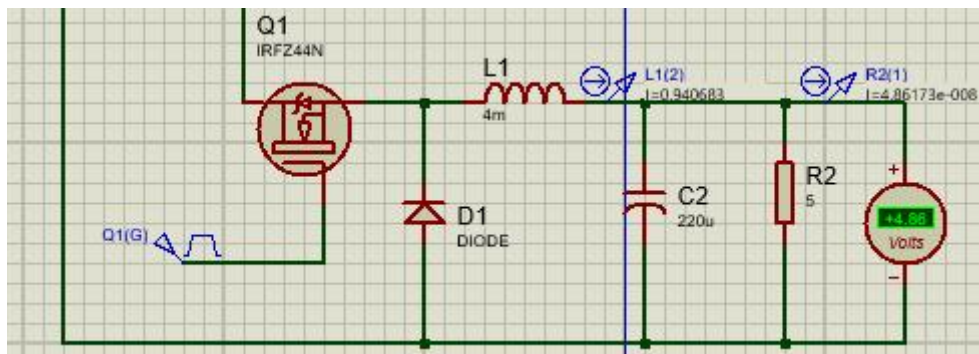 Q1
IRFZ44N
L1
4m
L1(2)
I=0.940683
R2(1)
I=4.86173e-008
Q1(G)
D1
DIODE
C2
220u
R2
5
+
+4.86
Volts
−